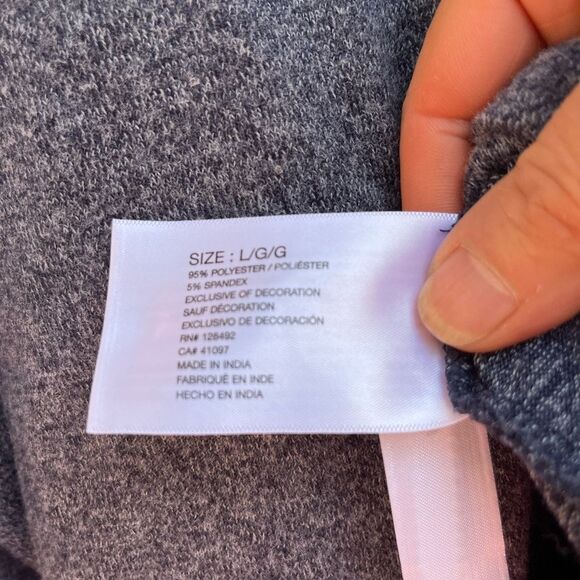 SIZE : L/G/G
95% POLYESTER / POLIÉSTER
5% SPANDEX
EXCLUSIVE OF DECORATION
SAUF DÉCORATION
EXCLUSIVO DE DECORACIÓN
RN# 128492
CA# 41097
MADE IN INDIA
FABRIQUÉ EN INDE
HECHO EN INDIA